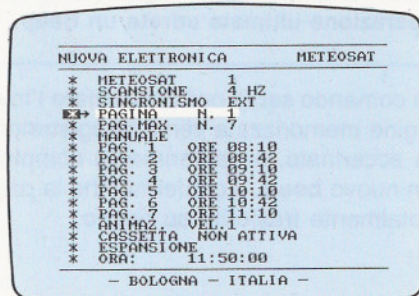 NUOVA ELETTRONICA METEOSAT
* METEOSAT 1
* SCANSIONE 4 HZ
* SINCRONISMO EXT
PAGINA N. 7
* PAG.MAX. N. 7
* MANUALE
* PAG. 1 ORE 08:10
* PAG. 2 ORE 08:42
* PAG. 3 ORE 09:10
* PAG. 4 ORE 09:42
* PAG. 5 ORE 10:10
* PAG. 6 ORE 10:42
* PAG. 7 ORE 11:10
* ANIMAZ. VEL.1
* CASSETTA NON ATTIVA
* ESPANSIONE
* ORA: 11:50:00
— BOLOGNA — ITALIA —